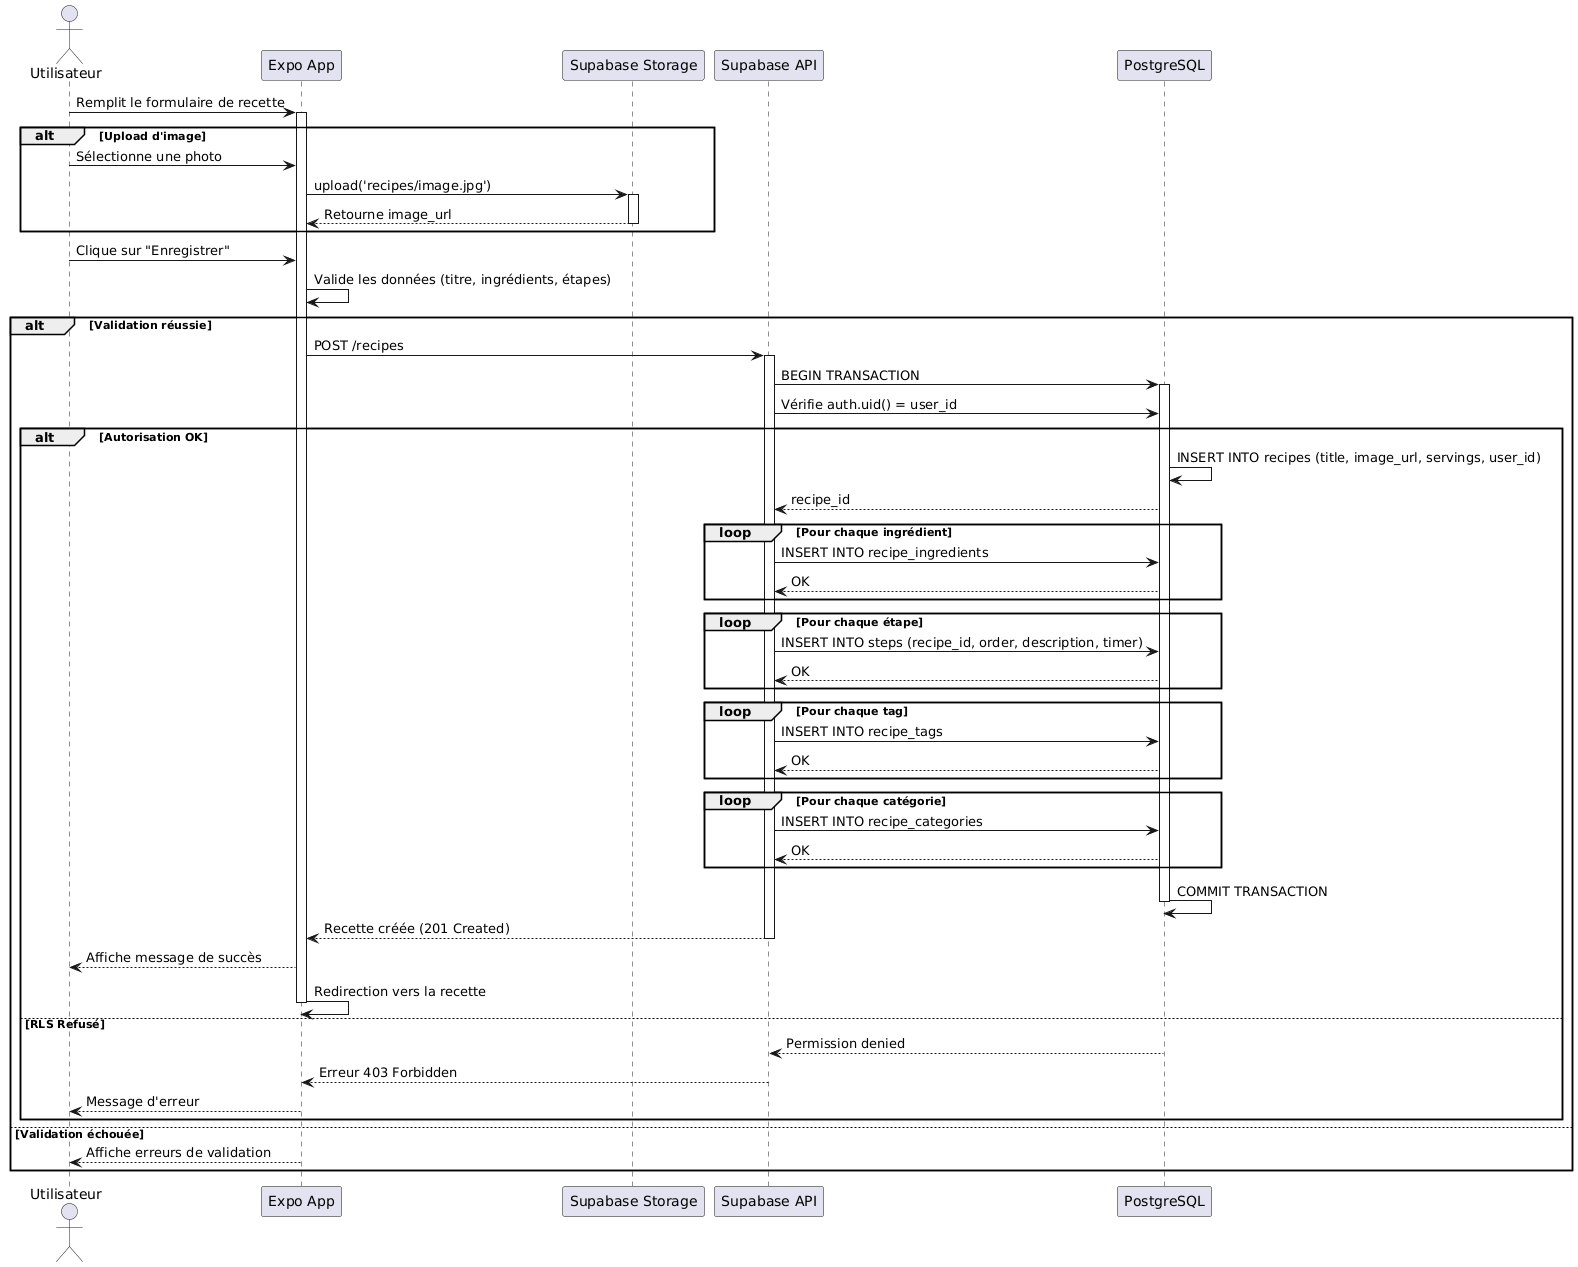 Utilisateur
Expo App
Supabase Storage
Supabase API
PostgreSQL
Remplit le formulaire de recette
alt [Upload d'image]
Sélectionne une photo
upload('recipes/image.jpg')
Retourne image_url
Clique sur "Enregistrer"
Valide les données (titre, ingrédients, étapes)
alt [Validation réussie]
POST /recipes
BEGIN TRANSACTION
Vérifie auth.uid() = user_id
alt [Autorisation OK]
INSERT INTO recipes (title, image_url, servings, user_id)
recipe_id
loop [Pour chaque ingrédient]
INSERT INTO recipe_ingredients
OK
loop [Pour chaque étape]
INSERT INTO steps (recipe_id, order, description, timer)
OK
loop [Pour chaque tag]
INSERT INTO recipe_tags
OK
loop [Pour chaque catégorie]
INSERT INTO recipe_categories
OK
COMMIT TRANSACTION
Recette créée (201 Created)
Affiche message de succès
Redirection vers la recette
[RLS Refusé]
Permission denied
Erreur 403 Forbidden
Message d'erreur
[Validation échouée]
Affiche erreurs de validation
Utilisateur
Expo App
Supabase Storage
Supabase API
PostgreSQL